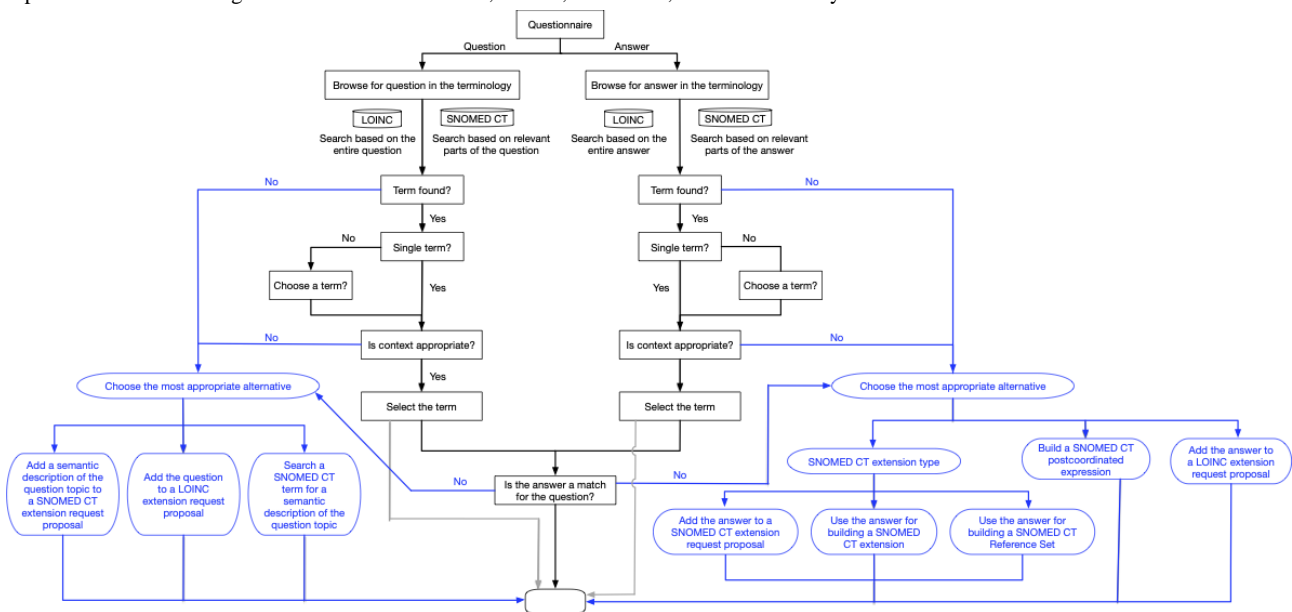 Questionnaire
Question
Answer
Browse for question in the terminology
Browse for answer in the terminology
LOINC
SNOMED CT
LOINC
SNOMED CT
Search based on the
entire question
Search based on relevant
parts of the question
Search based on the
entire answer
Search based on relevant
parts of the answer
No
Term found?
Term found?
No
Yes
Yes
No
Single term?
Single term?
No
Choose a term?
Yes
Yes
Choose a term?
No
Is context appropriate?
Is context appropriate?
No
Yes
Choose the most appropriate alternative
Choose the most appropriate alternative
Select the term
Select the term
Add a semantic
description of the
question topic to
a SNOMED CT
extension request
proposal
Add the question
to a LOINC
extension request
proposal
Search a
SNOMED CT
term for a
semantic
description of the
question topic
No
Is the answer a match
for the question?
No
SNOMED CT extension type
Build a SNOMED CT
postcoordinated
expression
Add the answer to
a LOINC extension
request proposal
Add the answer to a
SNOMED CT extension
request proposal
Use the answer for
building a SNOMED
CT extension
Use the answer for
building a SNOMED CT
Reference Set